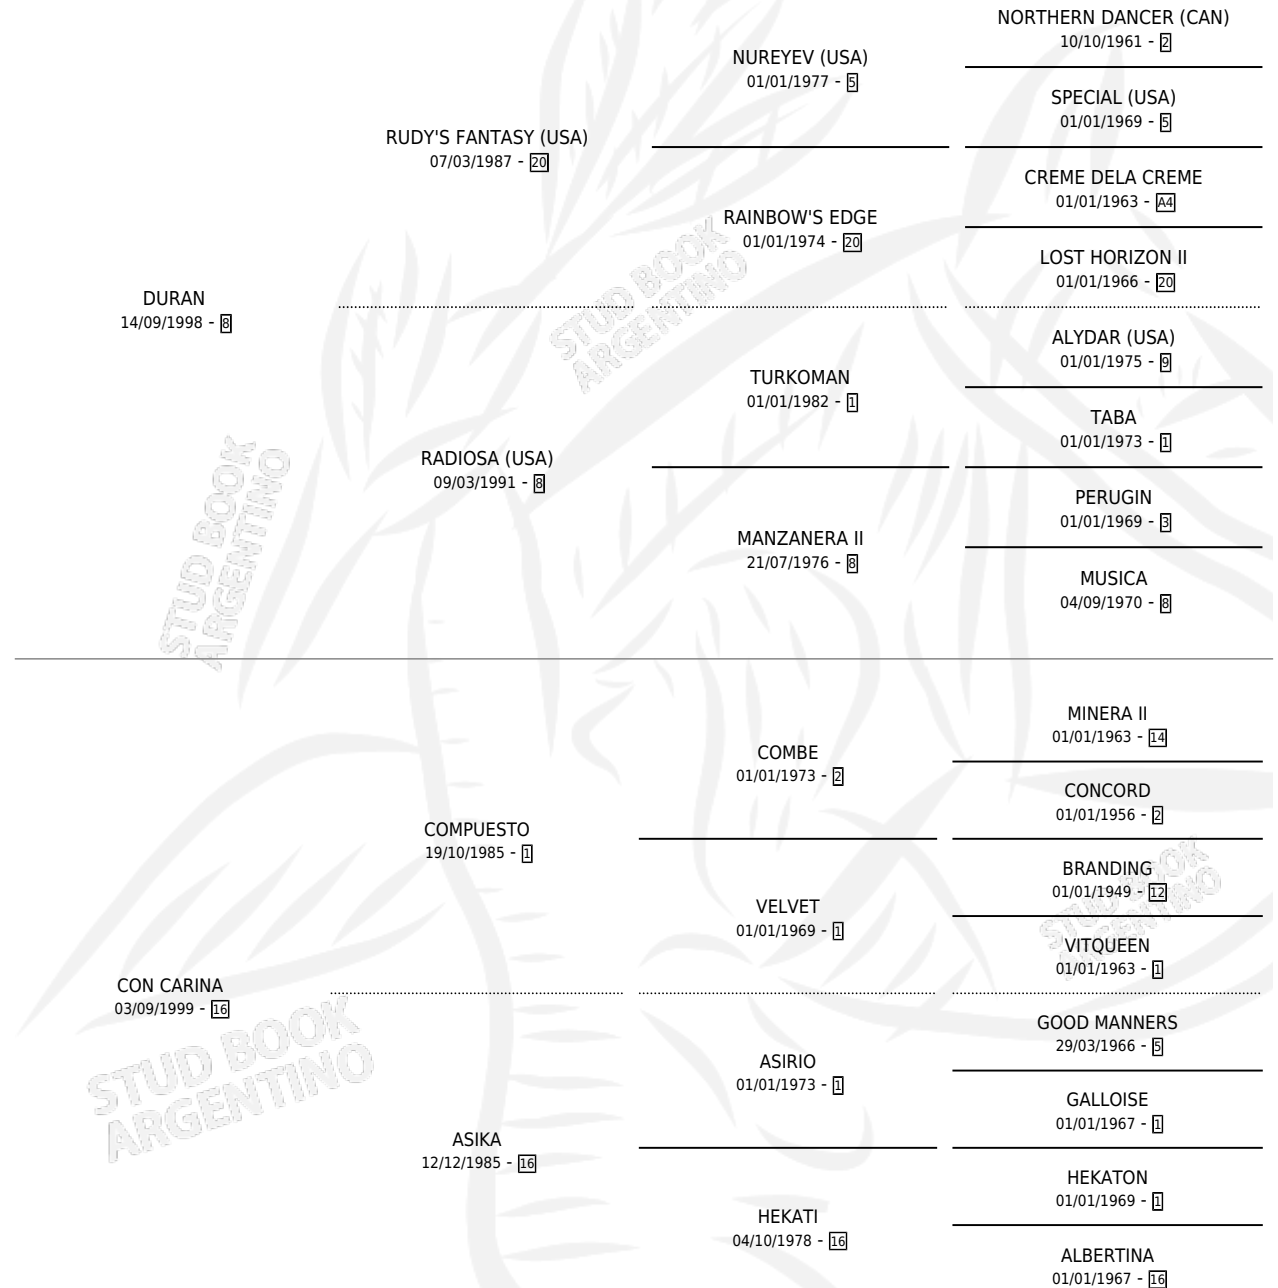 NORTHERN DANCER (CAN)
10/10/1961 - 2
NUREYEV (USA)
01/01/1977 - 5
SPECIAL (USA)
01/01/1969 - 5
RUDY'S FANTASY (USA)
07/03/1987 - 20
CREME DELA CREME
01/01/1963 - A4
RAINBOW'S EDGE
01/01/1974 - 20
LOST HORIZON II
01/01/1966 - 20
DURAN
14/09/1998 - 8
ALYDAR (USA)
01/01/1975 - 9
TURKOMAN
01/01/1982 - 1
TABA
01/01/1973 - 1
RADIOSA (USA)
09/03/1991 - 8
PERUGIN
01/01/1969 - 3
MANZANERA II
21/07/1976 - 8
MUSICA
04/09/1970 - 8
MINERA II
01/01/1963 - 14
COMBE
01/01/1973 - 2
CONCORD
01/01/1956 - 2
COMPUESTO
19/10/1985 - 1
BRANDING
01/01/1949 - 12
VELVET
01/01/1969 - 1
VITQUEEN
01/01/1963 - 1
CON CARINA
03/09/1999 - 16
GOOD MANNERS
29/03/1966 - 5
ASIRIO
01/01/1973 - 1
GALLOISE
01/01/1967 - 1
ASIKA
12/12/1985 - 16
HEKATON
01/01/1969 - 1
HEKATI
04/10/1978 - 16
ALBERTINA
01/01/1967 - 16
STUD BOOK
ARGENTINO
STUD BOOK
ARGENTINO
STUD BOOK
ARGENTINO
STUD BOOK
ARGENTINO